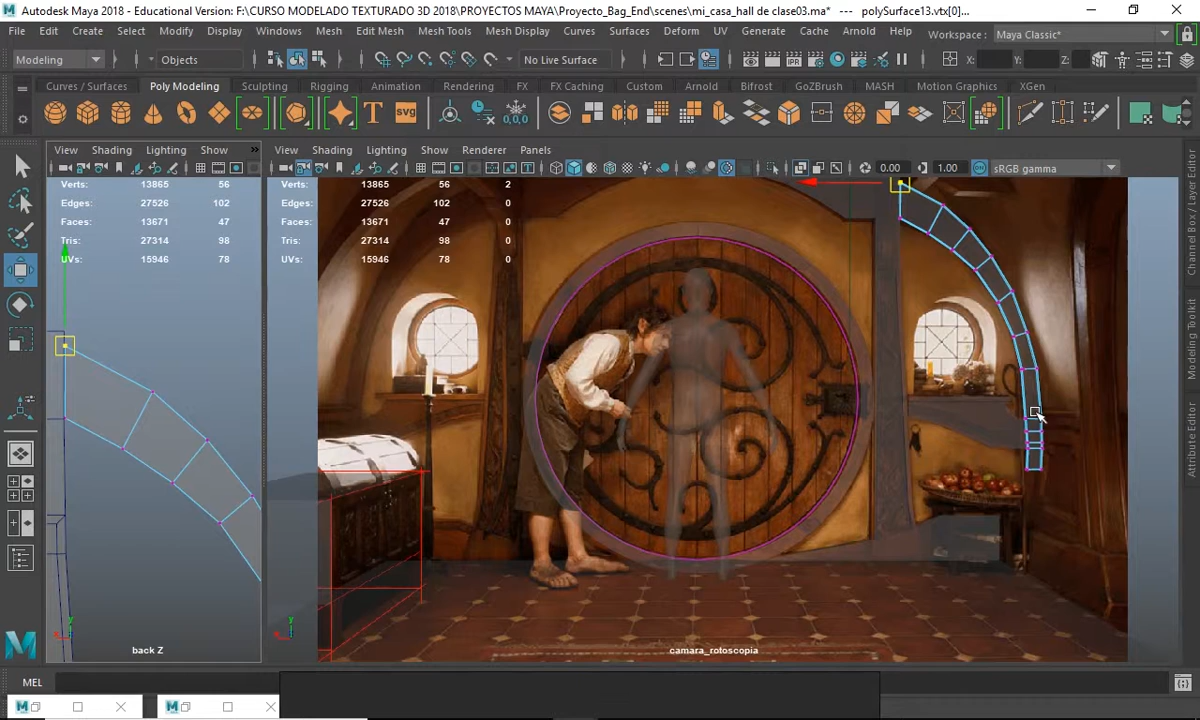 Autodesk Maya 2018 - Educational Version: F:\CURSO MODELADO TEXTURADO 3D 2018\PROYECTOS MAYA\Proyecto_Bag_End\scenes\mi_casa_hall de clase03.ma* --- polySurface13.vtx[0]...
File Edit Create Select Modify Display Windows Mesh Edit Mesh Mesh Tools Mesh Display Curves Surfaces Deform UV Generate Cache Arnold Help Workspace : Maya Classic*
Modeling Objects No Live Surface X: Y: Z:
Curves / Surfaces Poly Modeling Sculpting Rigging Animation Rendering FX FX Caching Custom Arnold Bifrost GoZBrush MASH Motion Graphics XGen
T svg 0,0,0
View Shading Lighting Show » View Shading Lighting Show Renderer Panels
0.00 1.00 sRGB gamma
Verts: 13865 56 Verts: 13865 56 2
Edges: 27526 102 Edges: 27526 102 0
Faces: 13671 47 Faces: 13671 47 0
Tris: 27314 98 Tris: 27314 98 0
UVs: 15946 78 UVs: 15946 78 0
Channel Box / Layer Editor
Modeling Toolkit
Attribute Editor
y
y
back Z camara_rotoscopia
MEL